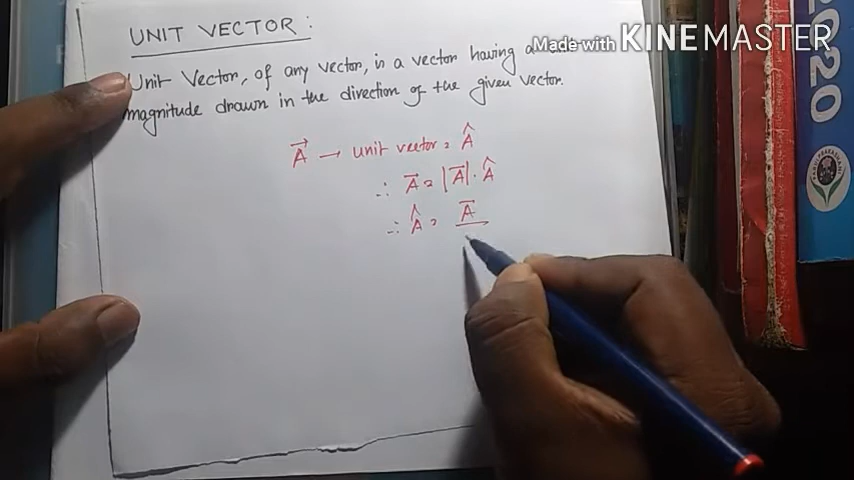 UNIT VECTOR :
Made with KINEMASTER
Unit Vector, of any vector, is a vector having a
magnitude drawn in the direction of the given vector.
A⃗ → unit vector = Â
∴ A⃗ = |A⃗| · Â
∴ Â = A⃗
2020